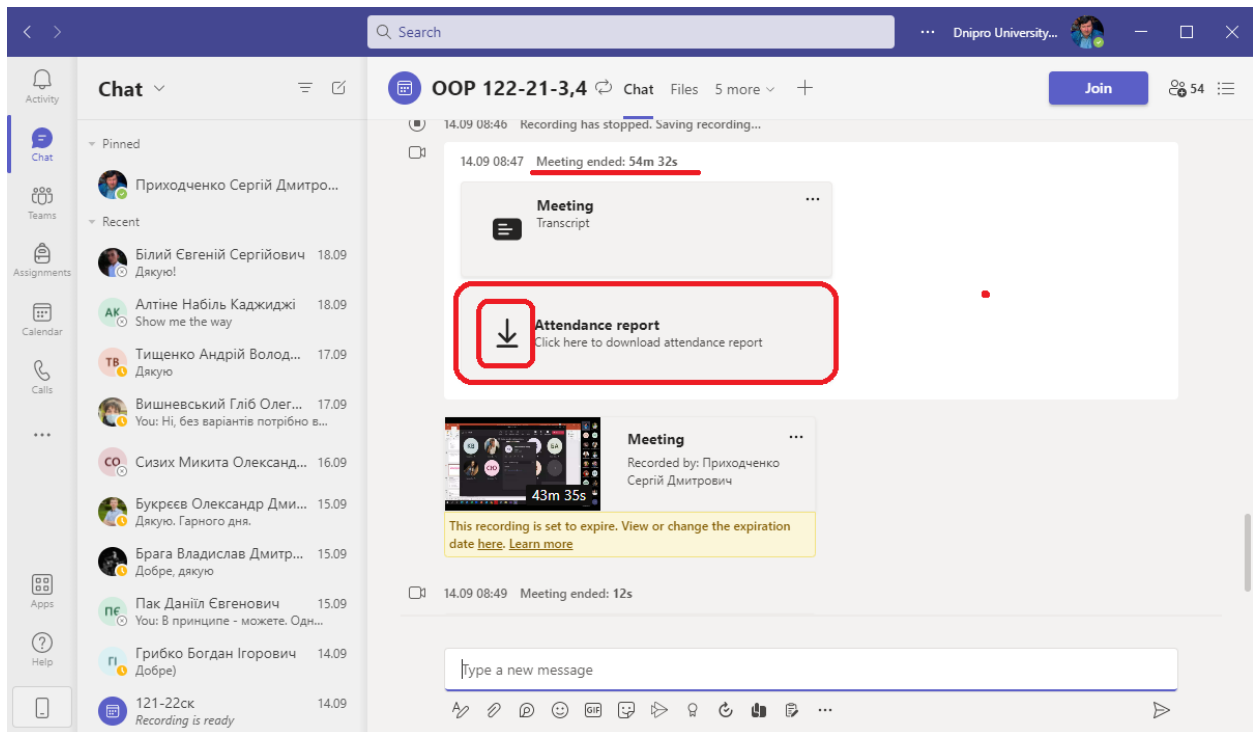 Search
Dnipro University...
Activity
Chat
Teams
Assignments
Calendar
Calls
Apps
Help
Chat
Pinned
Приходченко Сергій Дмитро...
Recent
Білий Євгеній Сергійович 18.09
Дякую!
АК
Алтіне Набіль Каджиджі 18.09
Show me the way
ТВ
Тищенко Андрій Волод... 17.09
Дякую
Вишневський Гліб Олег... 17.09
You: Ні, без варіантів потрібно в...
СО
Сизих Микита Олександ... 16.09
Букрєєв Олександр Дми... 15.09
Дякую. Гарного дня.
Брага Владислав Дмитр... 15.09
Добре, дякую
ПЄ
Пак Данііл Євгенович 15.09
You: В принципе - можете. Одн...
ГІ
Грибко Богдан Ігорович 14.09
Добре)
121-22ск 14.09
Recording is ready
OOP 122-21-3,4 Chat Files 5 more
Join
54
14.09 08:46 Recording has stopped. Saving recording...
14.09 08:47 Meeting ended: 54m 32s
Meeting
Transcript
Attendance report
Click here to download attendance report
43m 35s
Meeting
Recorded by: Приходченко
Сергій Дмитрович
This recording is set to expire. View or change the expiration
date here. Learn more
14.09 08:49 Meeting ended: 12s
Type a new message
GIF